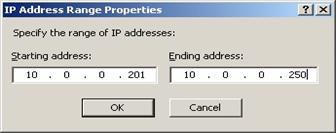 IP Address Range Properties
Specify the range of IP addresses:
Starting address: Ending address:
10 . 0 . 0 . 201 10 . 0 . 0 . 250
OK Cancel